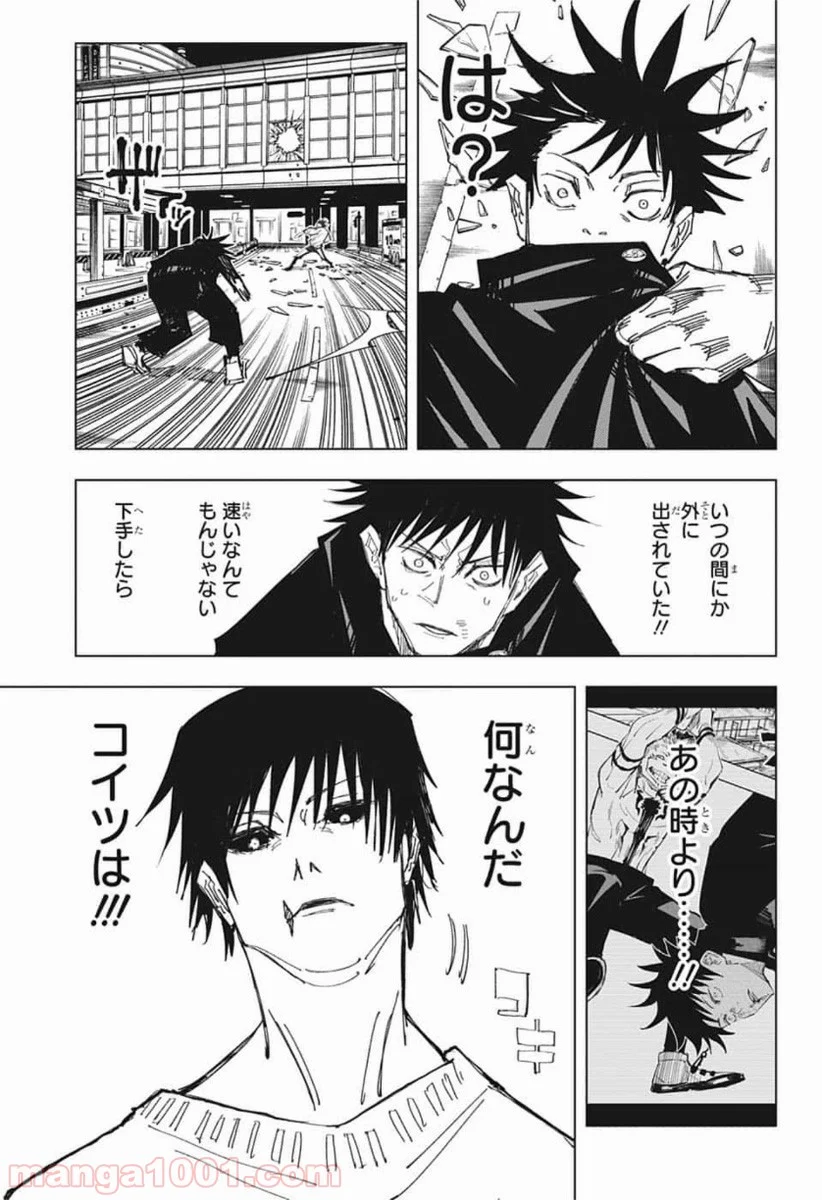 は?
ザザッ
いつの間にか
外に
出されていた!!
速いなんて
もんじゃない
下手したら
あの時より……!!
何なんだ
コイツは!!!
コキ
manga1001.com